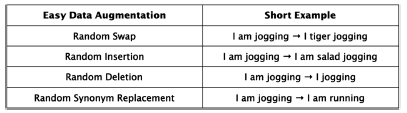 Easy Data Augmentation Short Example
Random Swap I am jogging → I tiger jogging
Random Insertion I am jogging → I am salad jogging
Random Deletion I am jogging → I jogging
Random Synonym Replacement I am jogging → I am running